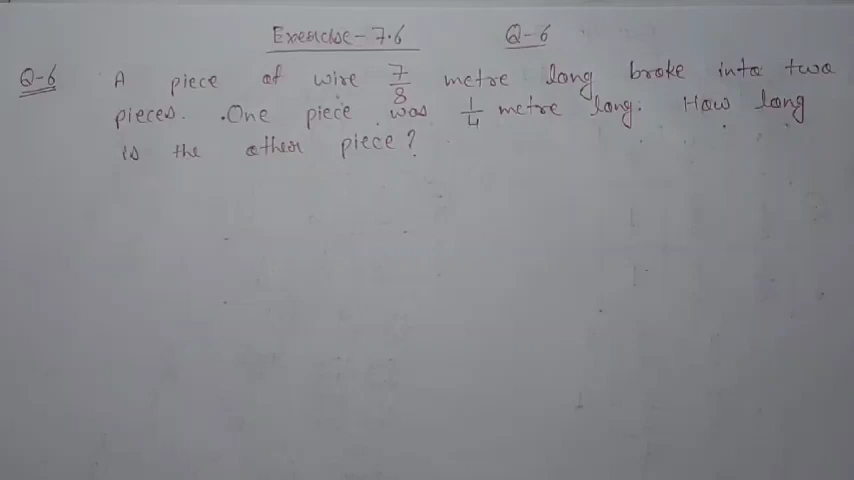 Exercise-7.6 Q-6
Q-6 A piece of wire 7/8 metre long broke into two
pieces. One piece was 1/4 metre long. How long
is the other piece?